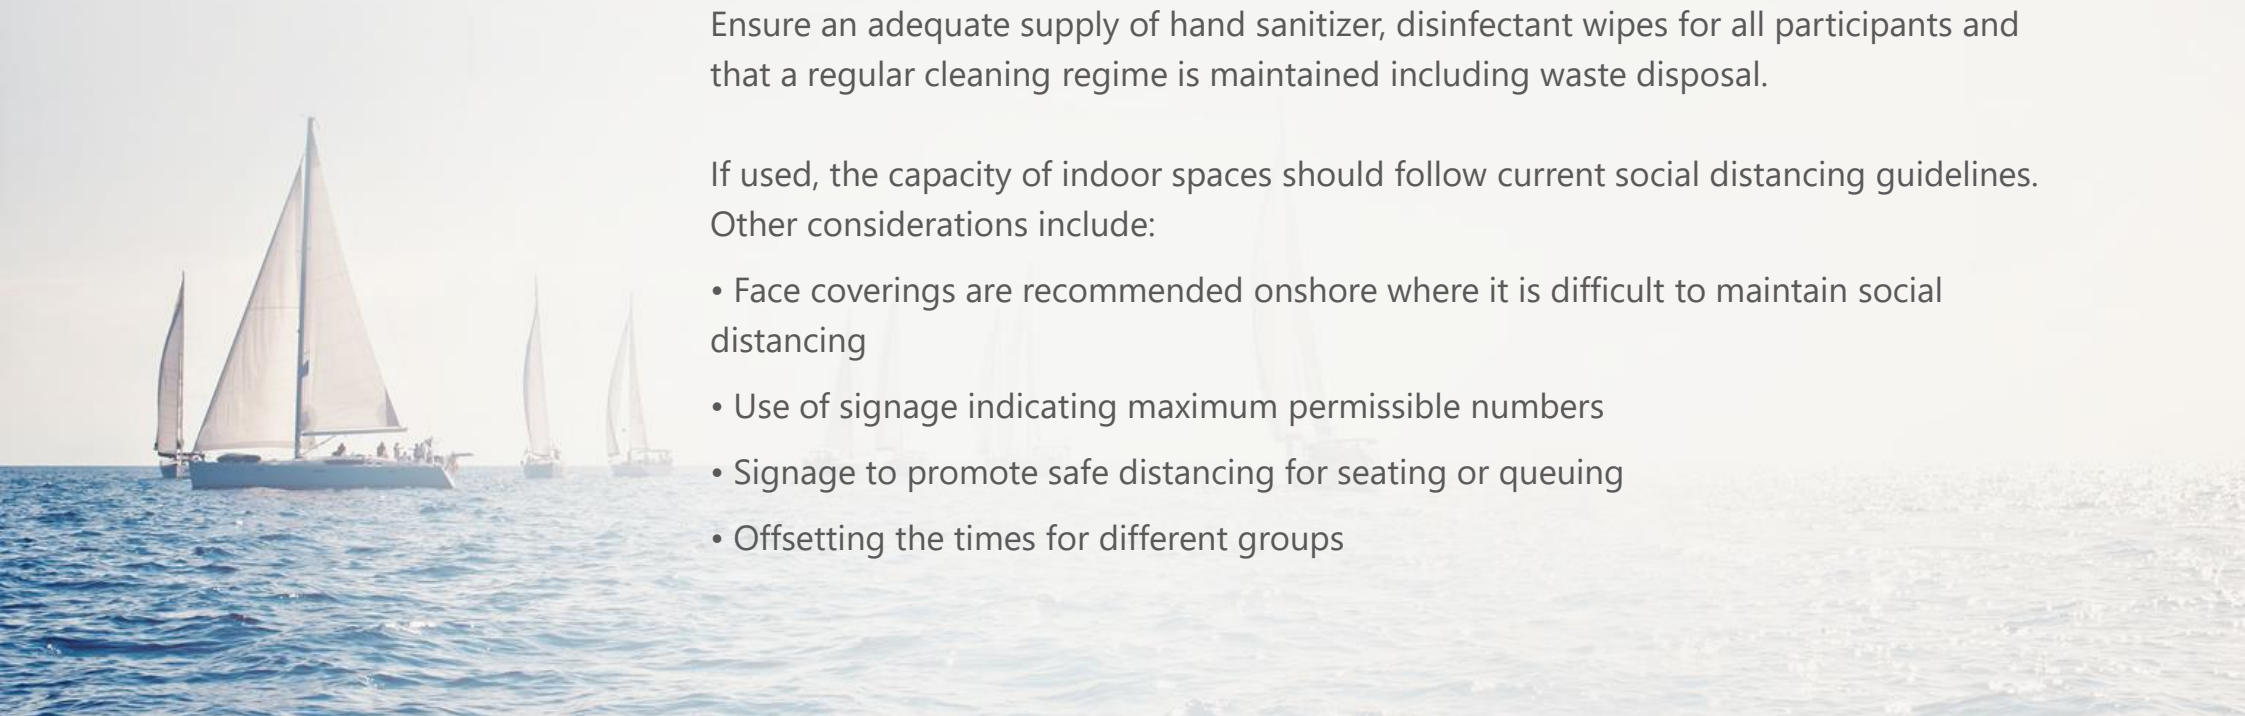 Ensure an adequate supply of hand sanitizer, disinfectant wipes for all participants and
that a regular cleaning regime is maintained including waste disposal.
If used, the capacity of indoor spaces should follow current social distancing guidelines.
Other considerations include:
• Face coverings are recommended onshore where it is difficult to maintain social
distancing
• Use of signage indicating maximum permissible numbers
• Signage to promote safe distancing for seating or queuing
• Offsetting the times for different groups